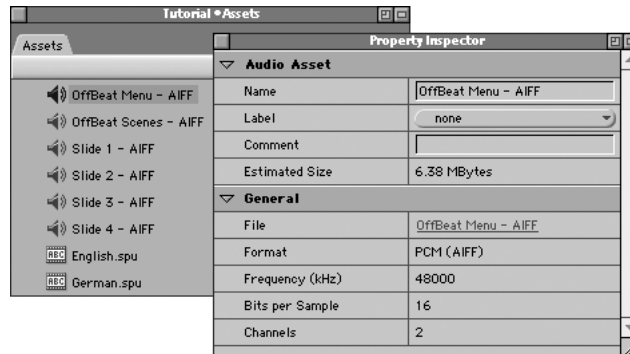 Tutorial • Assets
Assets
OffBeat Menu - AIFF
OffBeat Scenes - AIFF
Slide 1 - AIFF
Slide 2 - AIFF
Slide 3 - AIFF
Slide 4 - AIFF
ABC English.spu
ABC German.spu
Property Inspector
Audio Asset
Name OffBeat Menu - AIFF
Label none
Comment
Estimated Size 6.38 MBytes
General
File OffBeat Menu - AIFF
Format PCM (AIFF)
Frequency (kHz) 48000
Bits per Sample 16
Channels 2